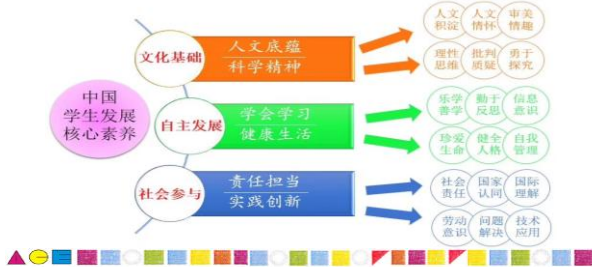 中国
学生发展
核心素养
文化基础
人文底蕴
科学精神
人文
积淀
人文
情怀
审美
情趣
理性
思维
批判
质疑
勇于
探究
自主发展
学会学习
健康生活
乐学
善学
勤于
反思
信息
意识
珍爱
生命
健全
人格
自我
管理
社会参与
责任担当
实践创新
社会
责任
国家
认同
国际
理解
劳动
意识
问题
解决
技术
应用